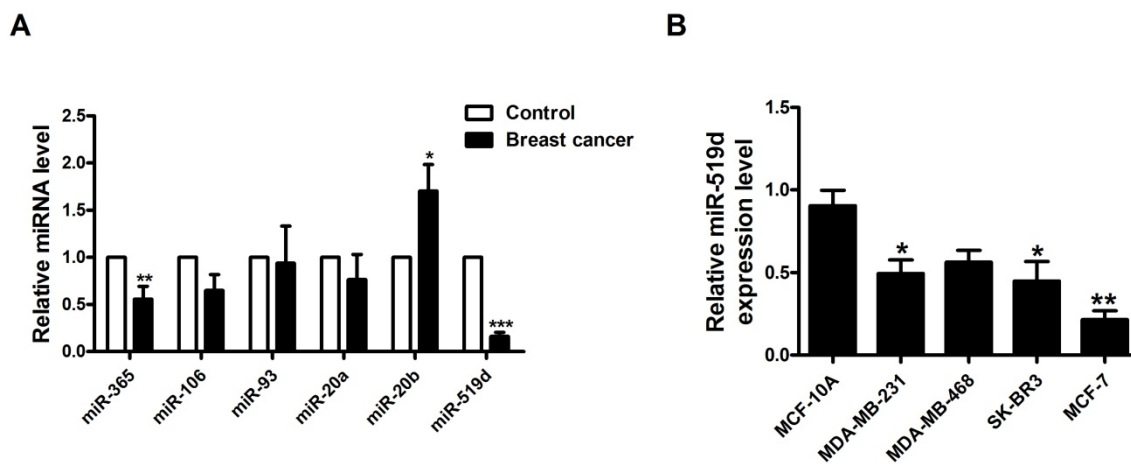 A
Control
Breast cancer
Relative miRNA level
2.5
2.0
1.5
1.0
0.5
0.0
**
*
***
miR-365
miR-106
miR-93
miR-20a
miR-20b
miR-519d
B
Relative miR-519d
expression level
1.5
1.0
0.5
0.0
*
*
**
MCF-10A
MDA-MB-231
MDA-MB-468
SK-BR3
MCF-7